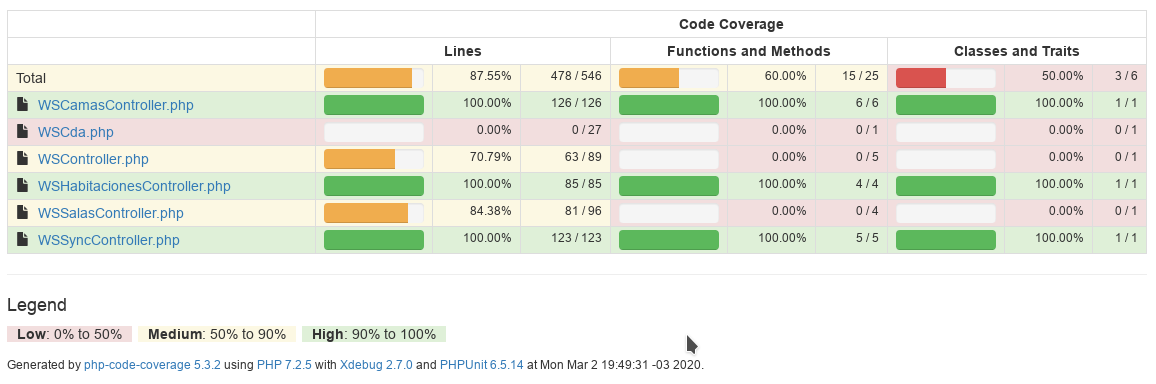 Code Coverage
Lines Functions and Methods Classes and Traits
Total 87.55% 478 / 546 60.00% 15 / 25 50.00% 3 / 6
WSCamasController.php 100.00% 126 / 126 100.00% 6 / 6 100.00% 1 / 1
WSCda.php 0.00% 0 / 27 0.00% 0 / 1 0.00% 0 / 1
WSController.php 70.79% 63 / 89 0.00% 0 / 5 0.00% 0 / 1
WSHabitacionesController.php 100.00% 85 / 85 100.00% 4 / 4 100.00% 1 / 1
WSSalasController.php 84.38% 81 / 96 0.00% 0 / 4 0.00% 0 / 1
WSSyncController.php 100.00% 123 / 123 100.00% 5 / 5 100.00% 1 / 1
Legend
Low: 0% to 50% Medium: 50% to 90% High: 90% to 100%
Generated by php-code-coverage 5.3.2 using PHP 7.2.5 with Xdebug 2.7.0 and PHPUnit 6.5.14 at Mon Mar 2 19:49:31 -03 2020.